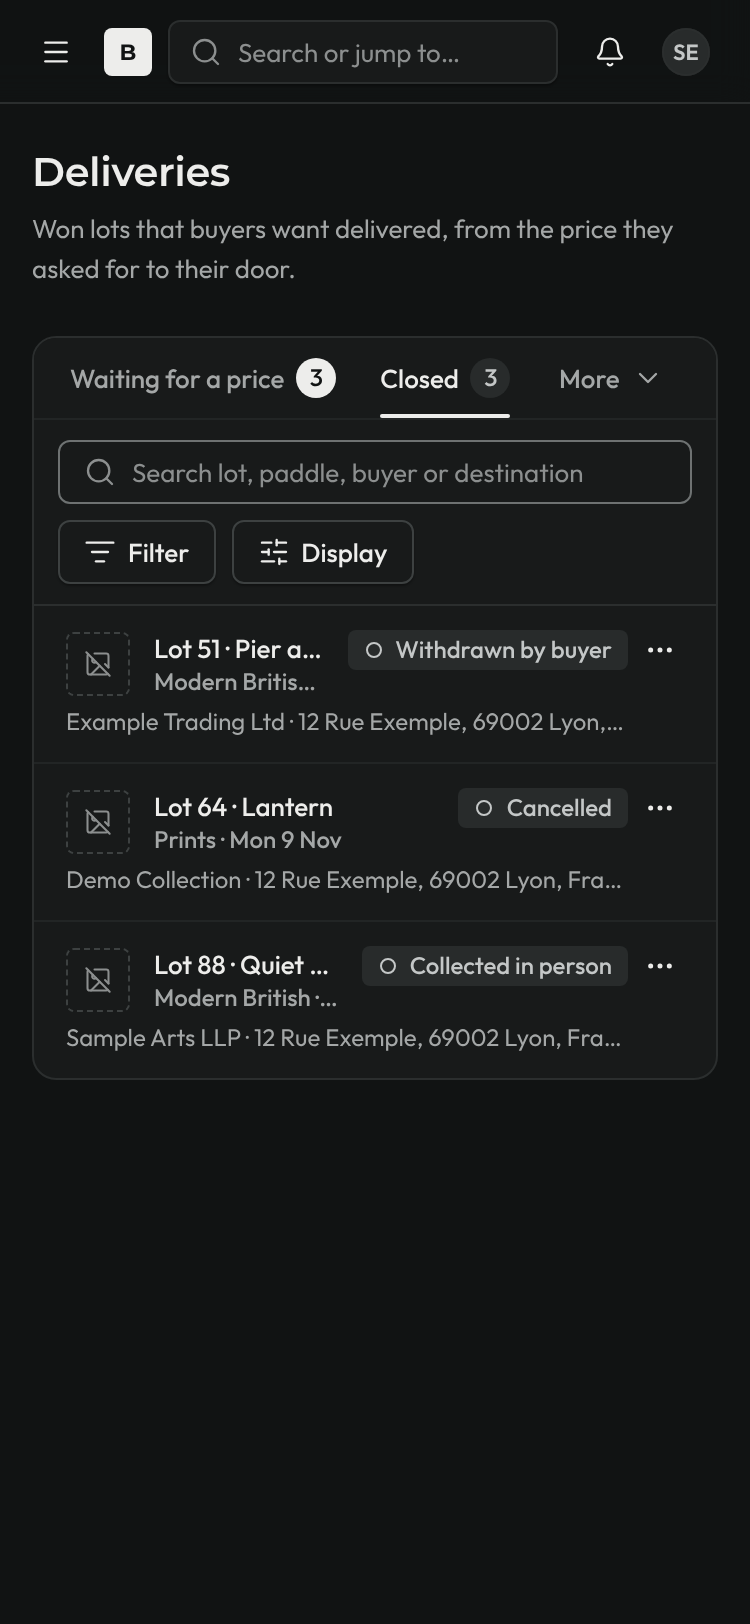 B
Search or jump to...
SE
Deliveries
Won lots that buyers want delivered, from the price they
asked for to their door.
Waiting for a price 3
Closed 3
More
Search lot, paddle, buyer or destination
Filter
Display
Lot 51 · Pier a...
Withdrawn by buyer
Modern Britis...
Example Trading Ltd · 12 Rue Exemple, 69002 Lyon,...
Lot 64 · Lantern
Cancelled
Prints · Mon 9 Nov
Demo Collection · 12 Rue Exemple, 69002 Lyon, Fra...
Lot 88 · Quiet ...
Collected in person
Modern British ·...
Sample Arts LLP · 12 Rue Exemple, 69002 Lyon, Fra...